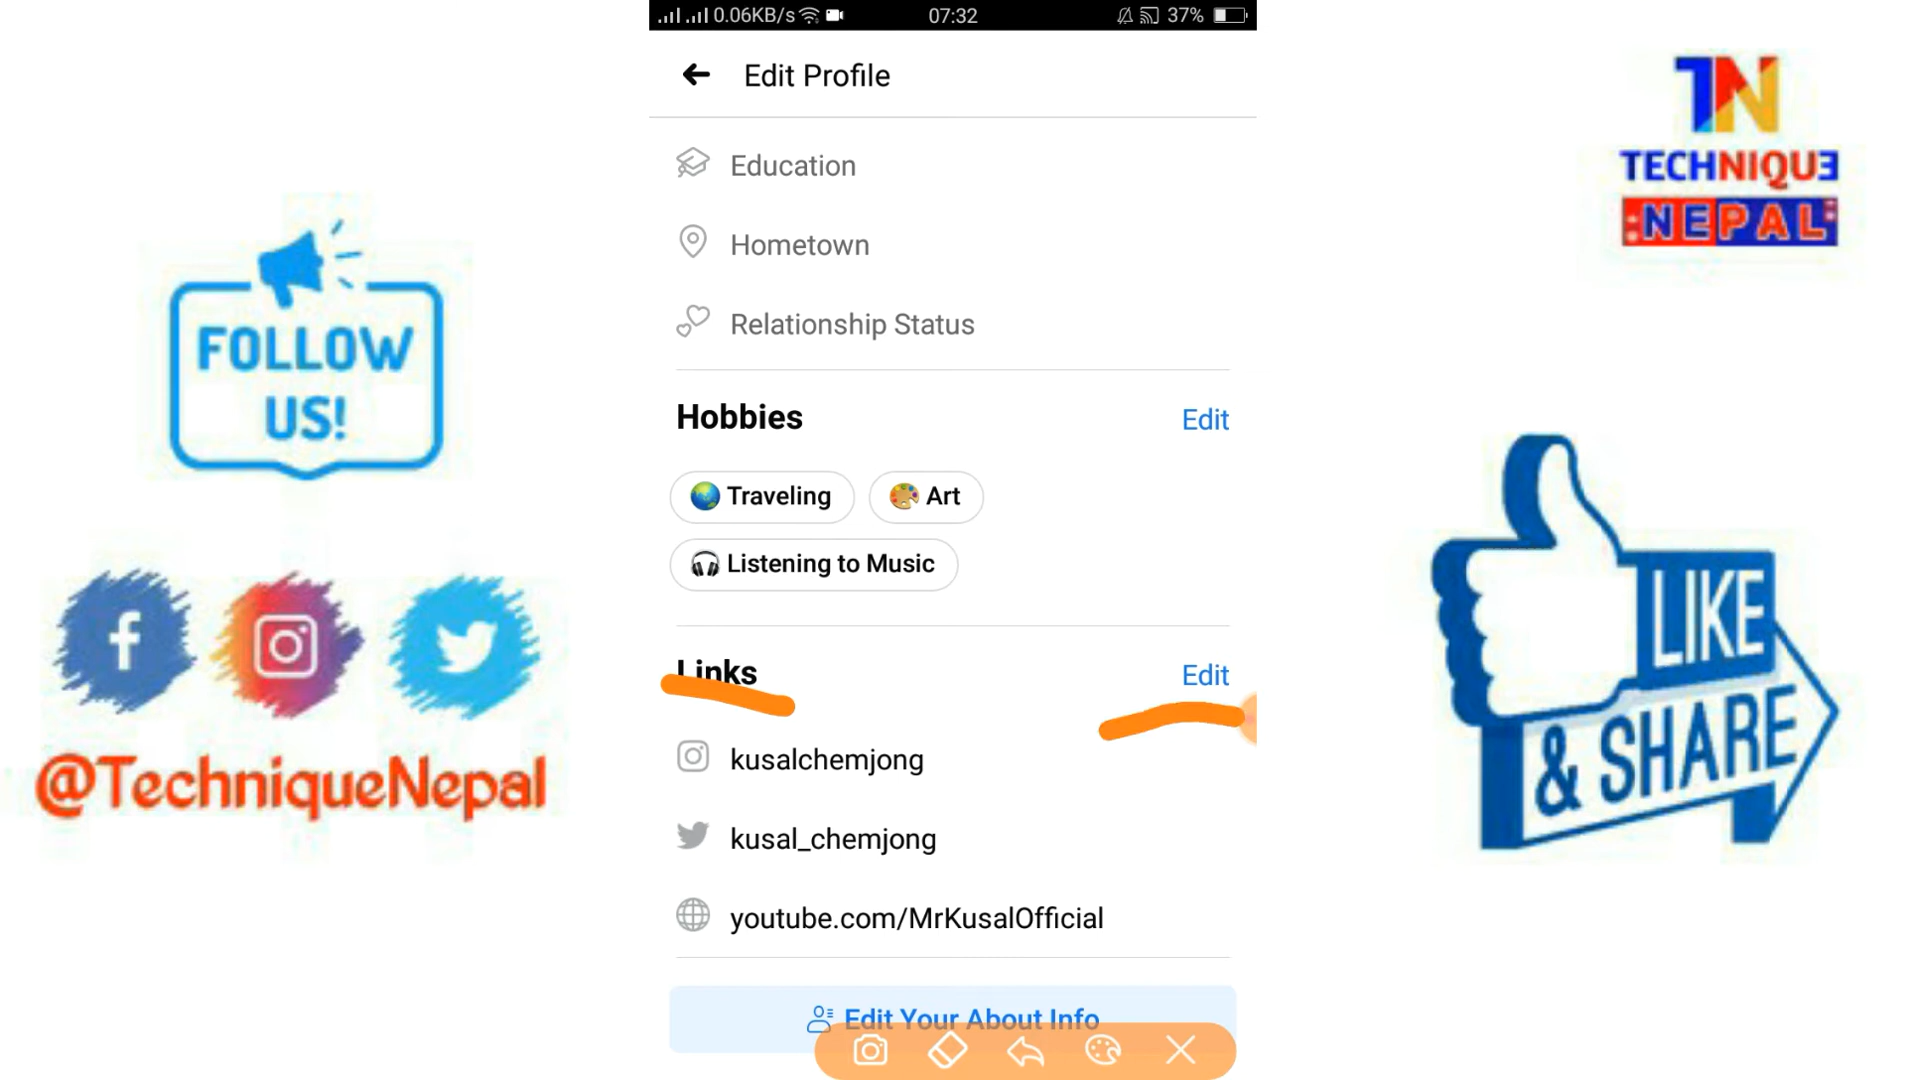 0.06KB/s 07:32 37%
Edit Profile
Education
Hometown
Relationship Status
Hobbies Edit
Traveling Art
Listening to Music
Links Edit
kusalchemjong
kusal_chemjong
youtube.com/MrKusalOfficial
Edit Your About Info
FOLLOW
US!
@TechniqueNepal
TN
TECHNIQUE
NEPAL
LIKE
& SHARE